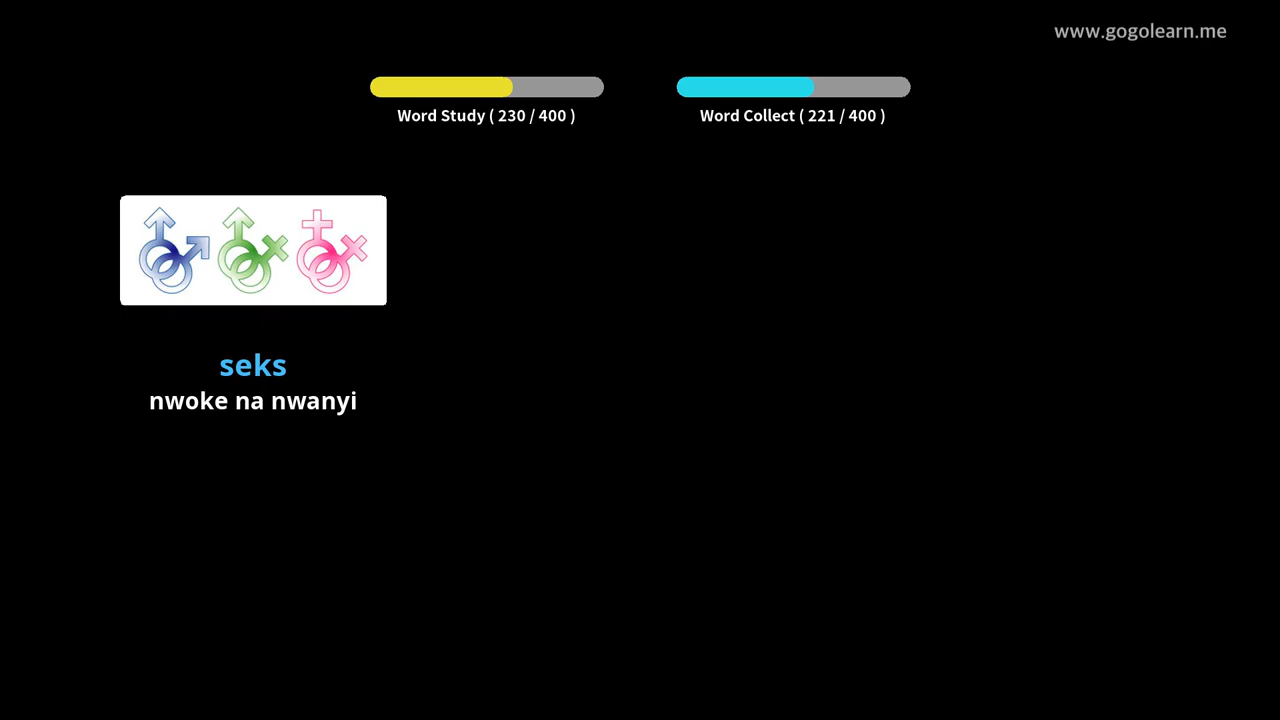 www.gogolearn.me
Word Study ( 230 / 400 )
Word Collect ( 221 / 400 )
seks
nwoke na nwanyi